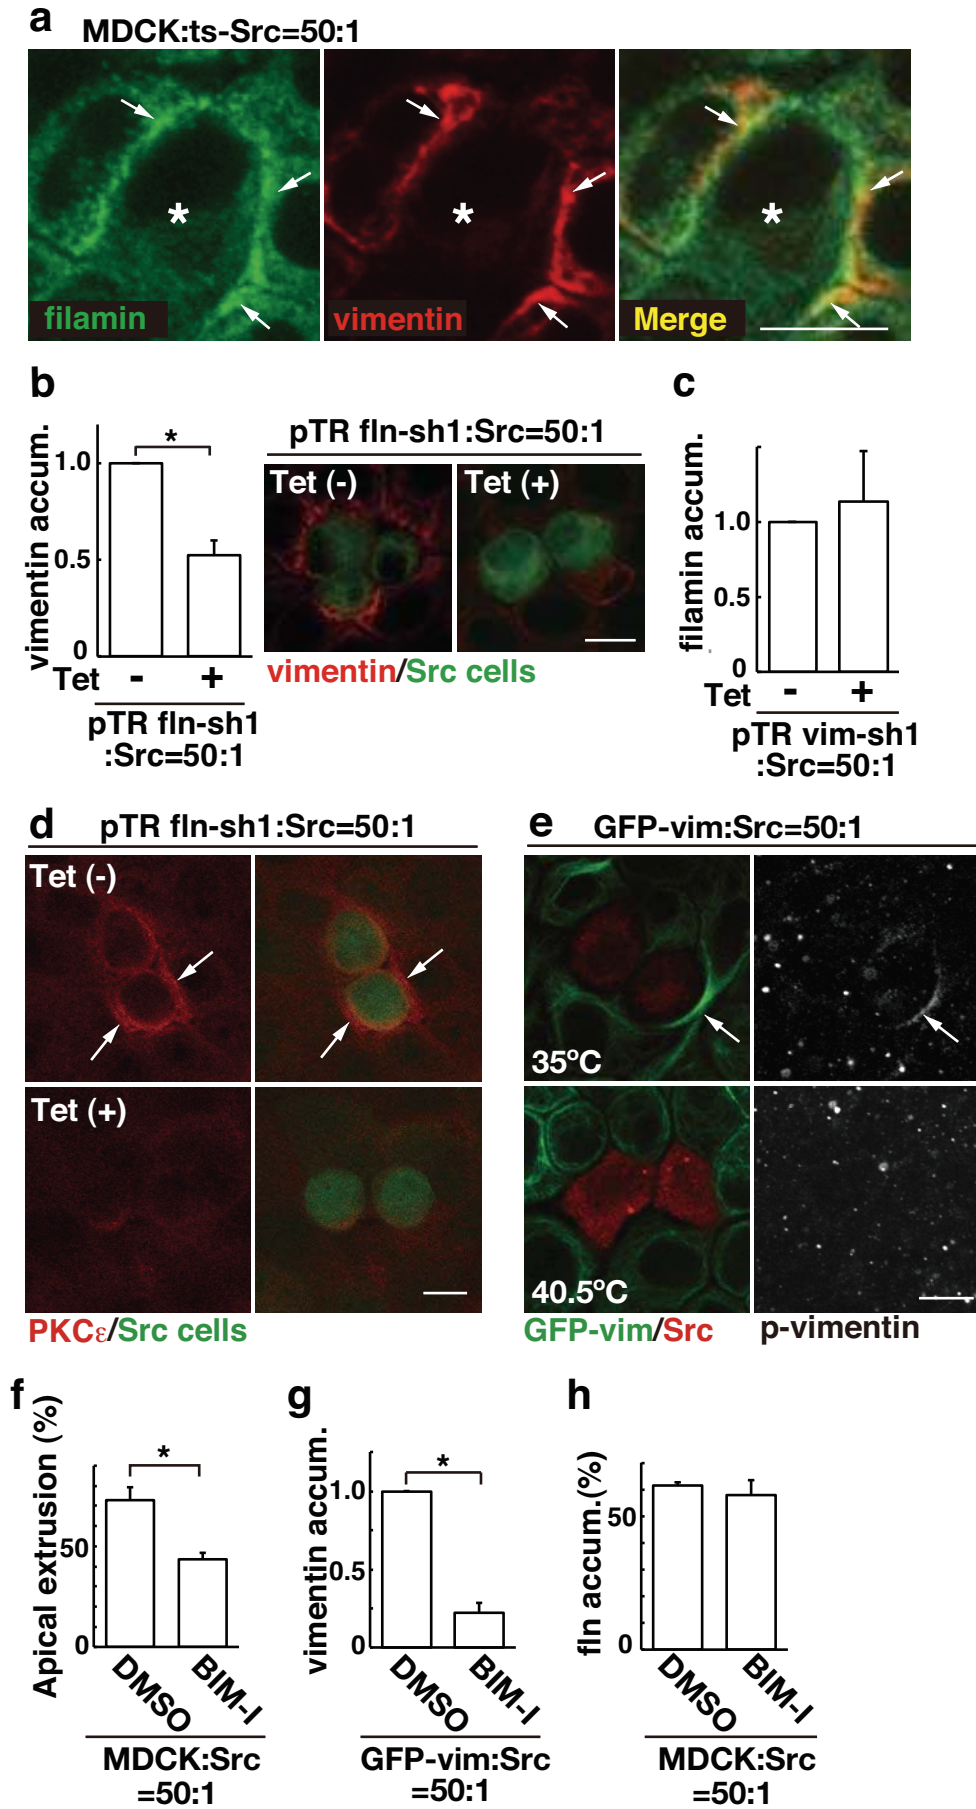 a MDCK:ts-Src=50:1
* * *
filamin vimentin Merge
b
vimentin accum.
1.0
0.5
0
*
Tet - +
pTR fln-sh1
:Src=50:1
pTR fln-sh1:Src=50:1
Tet (-) Tet (+)
vimentin/Src cells
c
filamin accum.
1.0
0.5
0
Tet - +
pTR vim-sh1
:Src=50:1
d pTR fln-sh1:Src=50:1
Tet (-)
Tet (+)
PKCε/Src cells
e GFP-vim:Src=50:1
35ºC
40.5ºC
GFP-vim/Src p-vimentin
f
Apical extrusion (%)
50
0
*
DMSO BIM-I
MDCK:Src
=50:1
g
vimentin accum.
1.0
0.5
0
*
DMSO BIM-I
GFP-vim:Src
=50:1
h
fln accum.(%)
50
0
DMSO BIM-I
MDCK:Src
=50:1